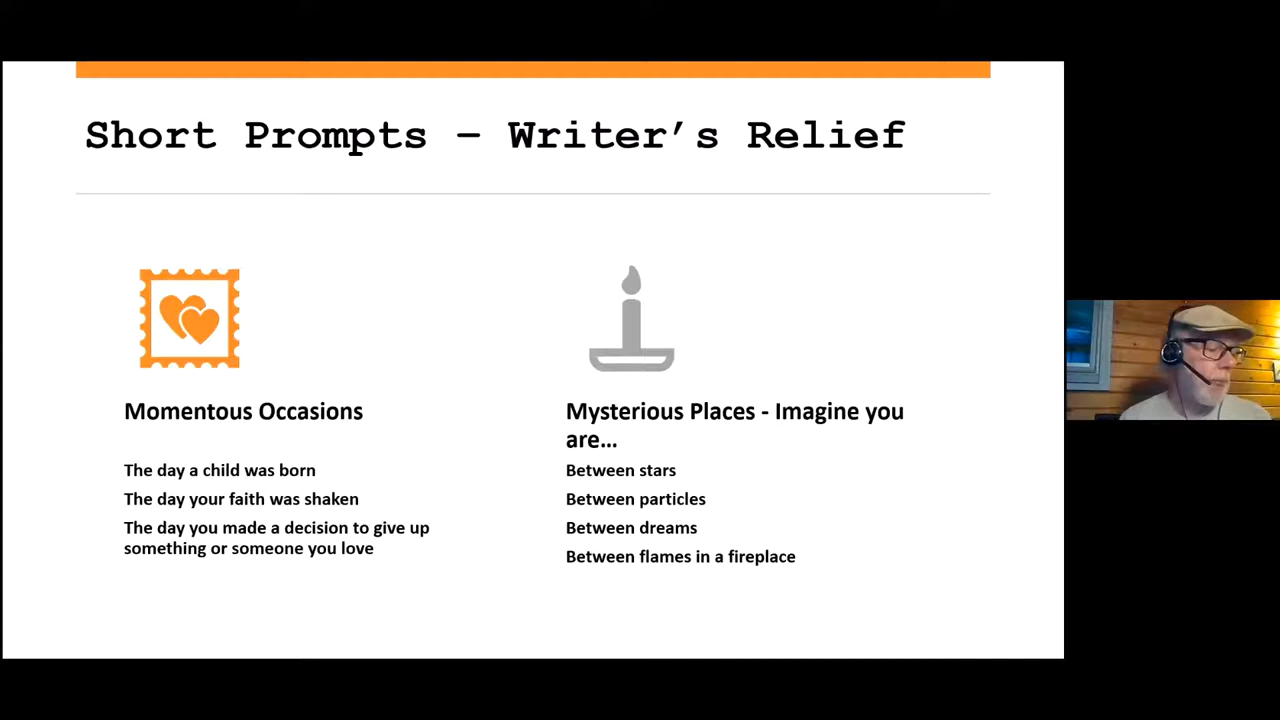 Short Prompts – Writer’s Relief
Momentous Occasions
The day a child was born
The day your faith was shaken
The day you made a decision to give up
something or someone you love
Mysterious Places - Imagine you
are…
Between stars
Between particles
Between dreams
Between flames in a fireplace